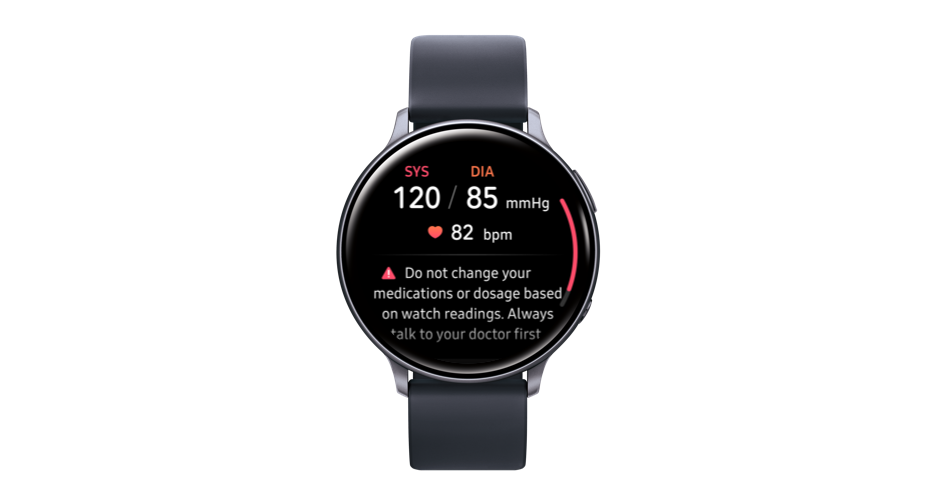 SYS DIA
120 / 85 mmHg
82 bpm
Do not change your
medications or dosage based
on watch readings. Always
talk to your doctor first